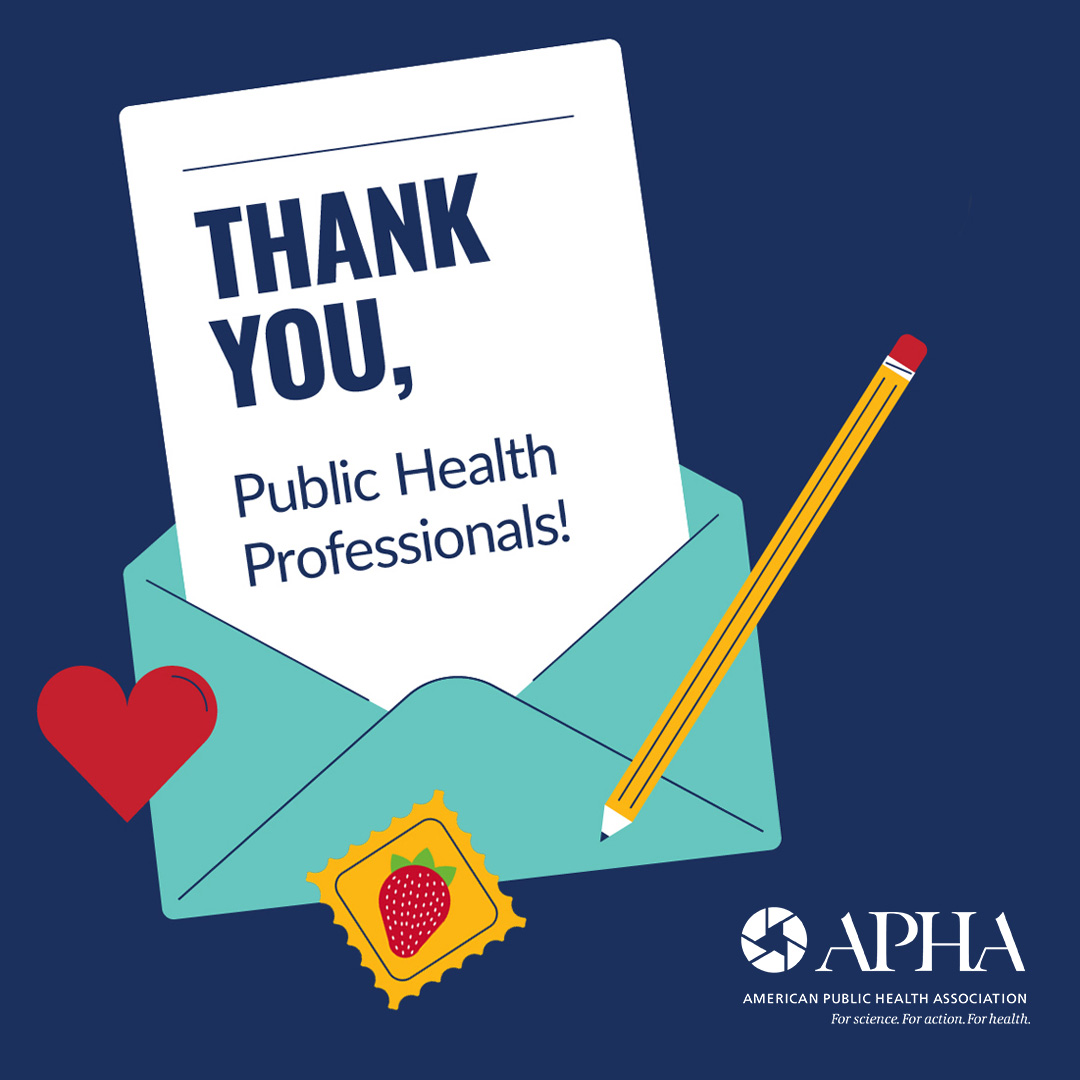 THANK
YOU,
Public Health
Professionals!
APHA
AMERICAN PUBLIC HEALTH ASSOCIATION
For science. For action. For health.